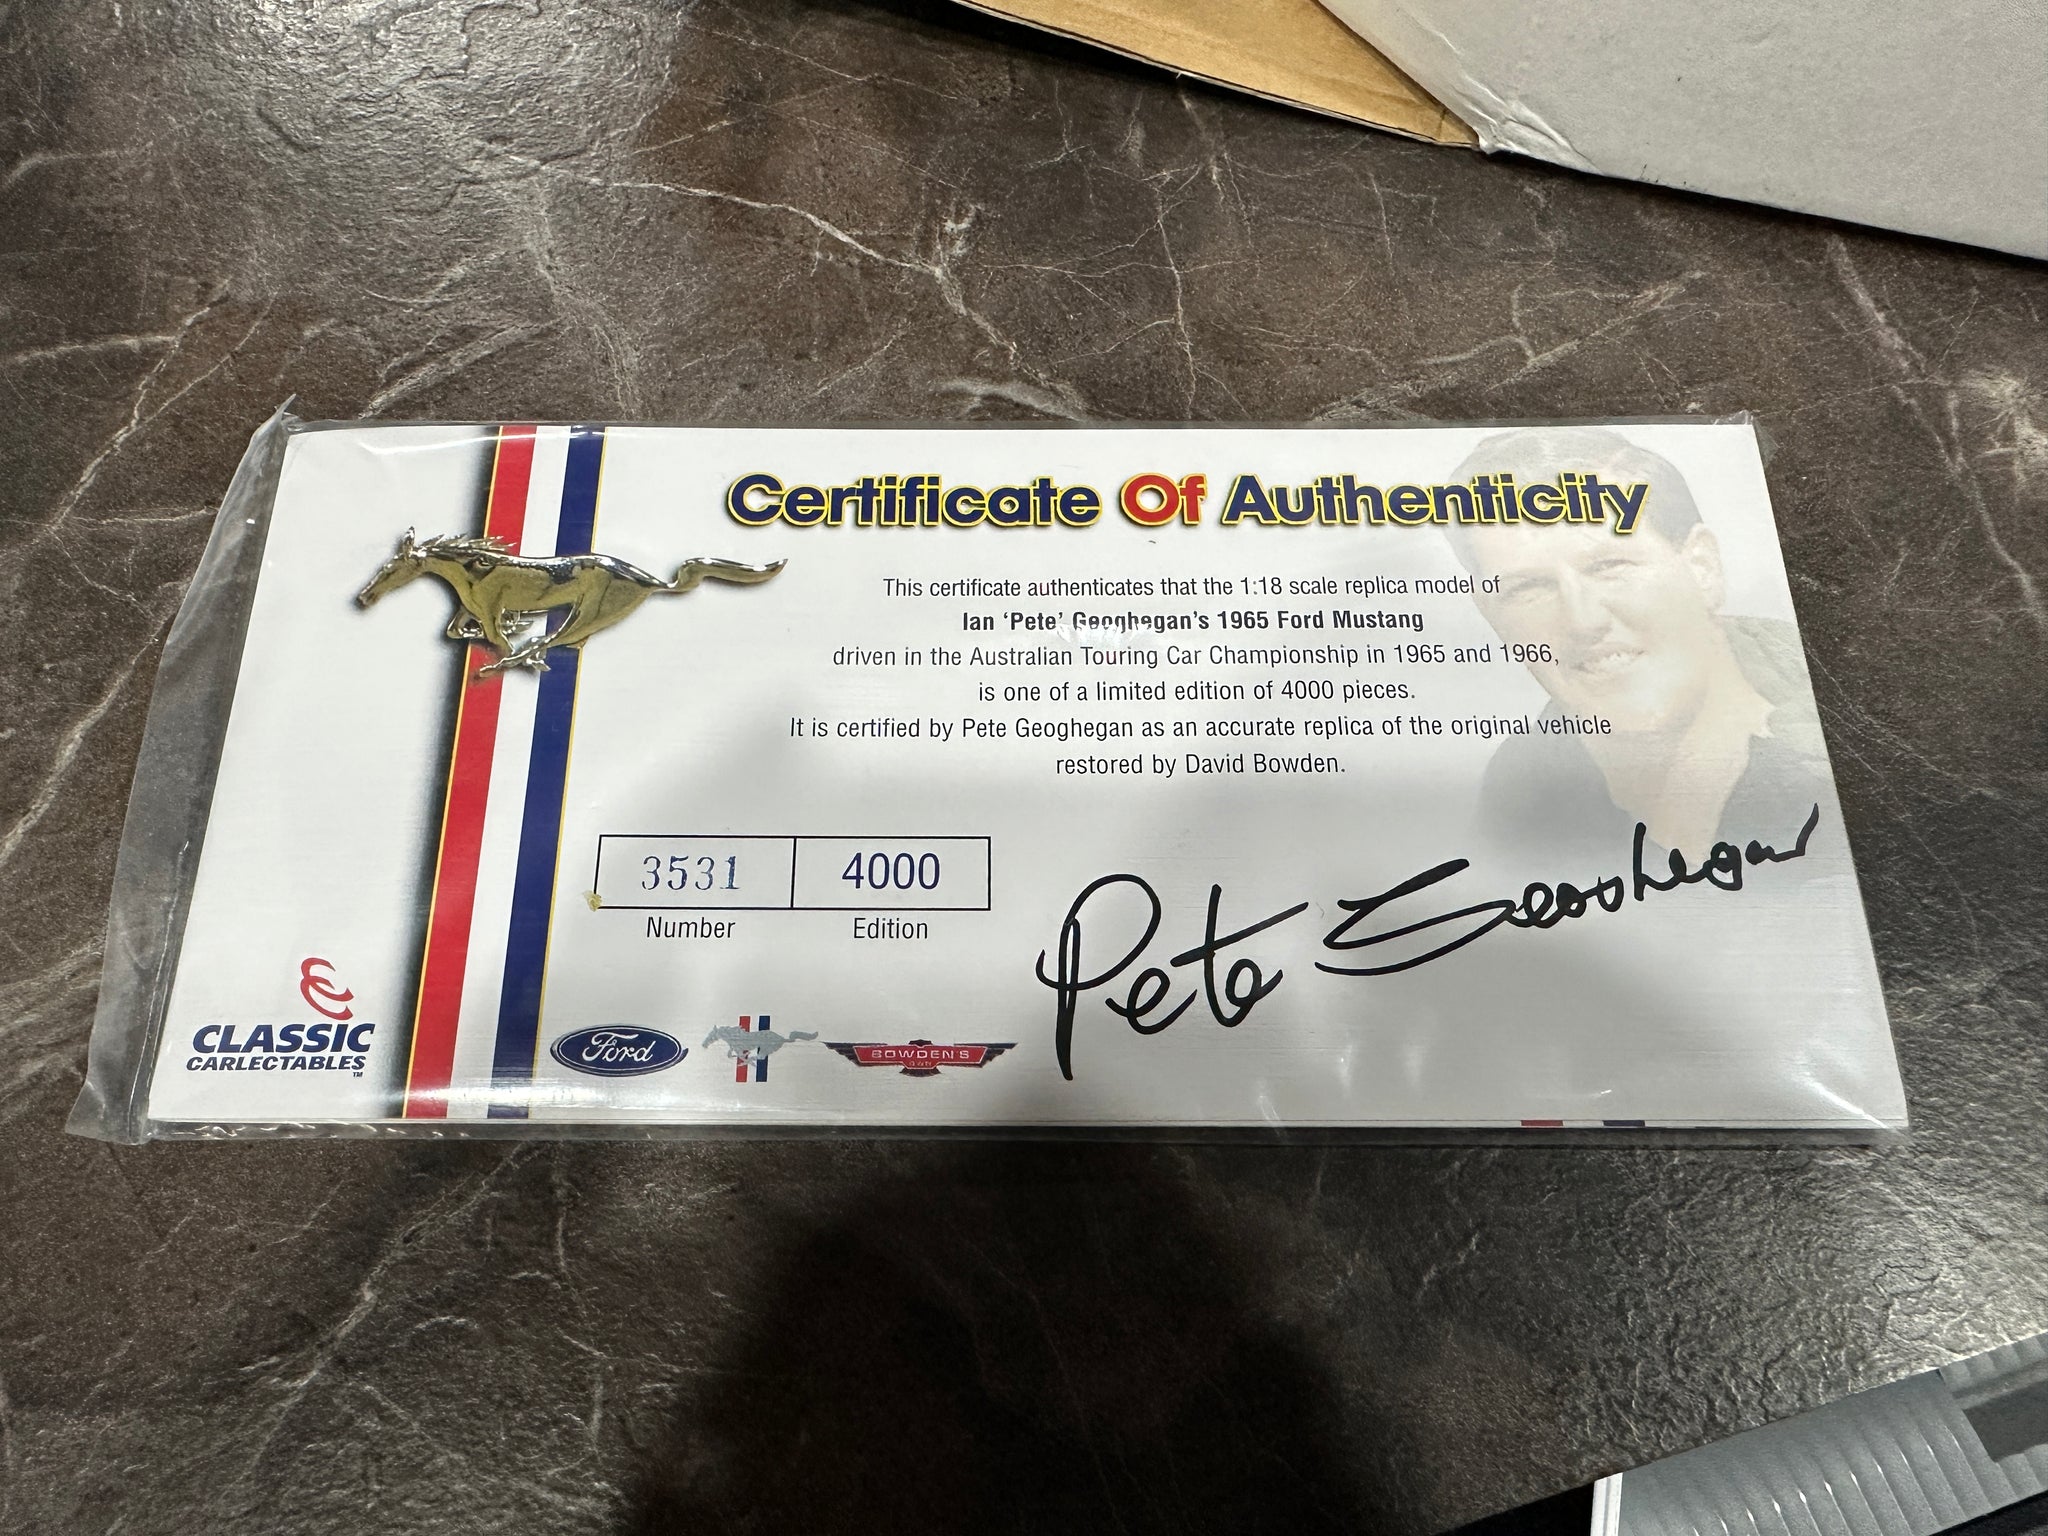 Certificate Of Authenticity
This certificate authenticates that the 1:18 scale replica model of
Ian ‘Pete’ Geoghegan’s 1965 Ford Mustang
driven in the Australian Touring Car Championship in 1965 and 1966,
is one of a limited edition of 4000 pieces.
It is certified by Pete Geoghegan as an accurate replica of the original vehicle
restored by David Bowden.
3531 4000
Number Edition
Pete Geoghegan
CLASSIC
CARLECTABLES
TM
Ford
BOWDEN'S
OWN